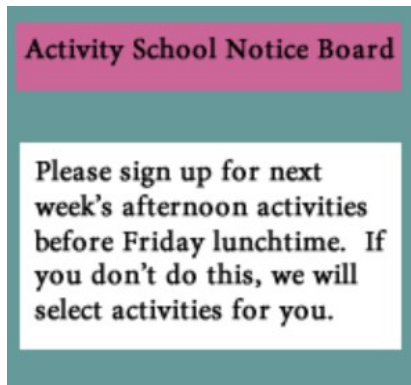 Activity School Notice Board
Please sign up for next
week's afternoon activities
before Friday lunchtime.  If
you don't do this, we will
select activities for you.